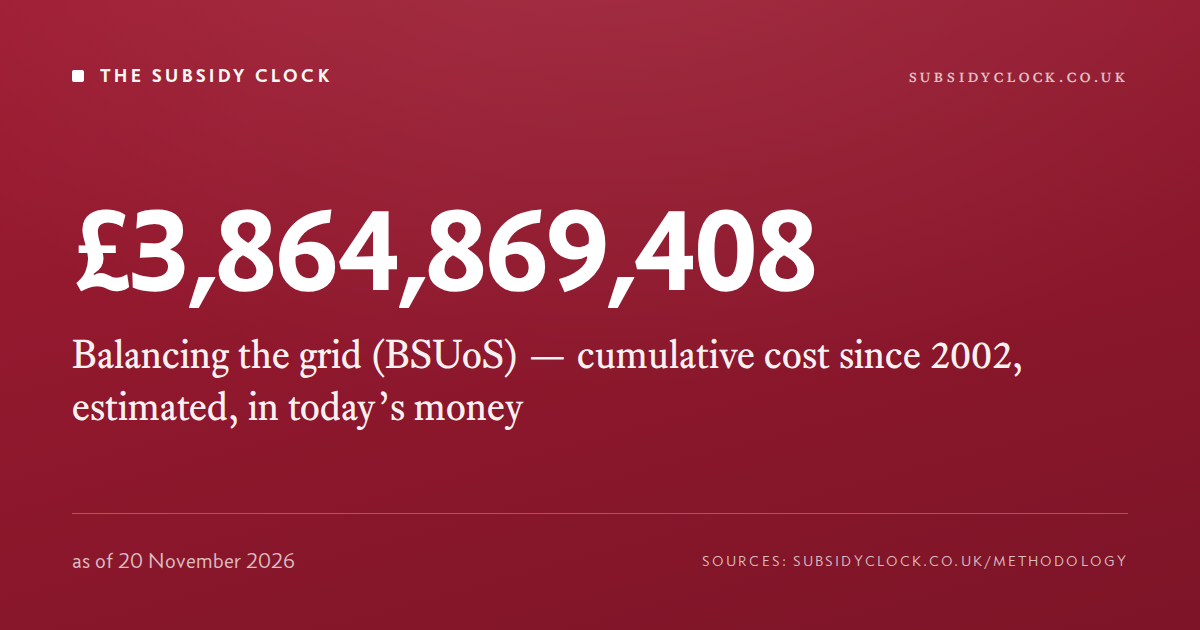 THE SUBSIDY CLOCK
SUBSIDYCLOCK.CO.UK
£3,864,869,408
Balancing the grid (BSUoS) — cumulative cost since 2002,
estimated, in today’s money
as of 20 November 2026
SOURCES: SUBSIDYCLOCK.CO.UK/METHODOLOGY